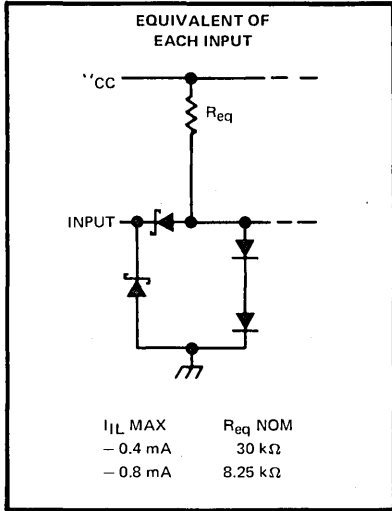 EQUIVALENT OF
EACH INPUT
VCC
Req
INPUT
IIL MAX Req NOM
– 0.4 mA 30 kΩ
– 0.8 mA 8.25 kΩ